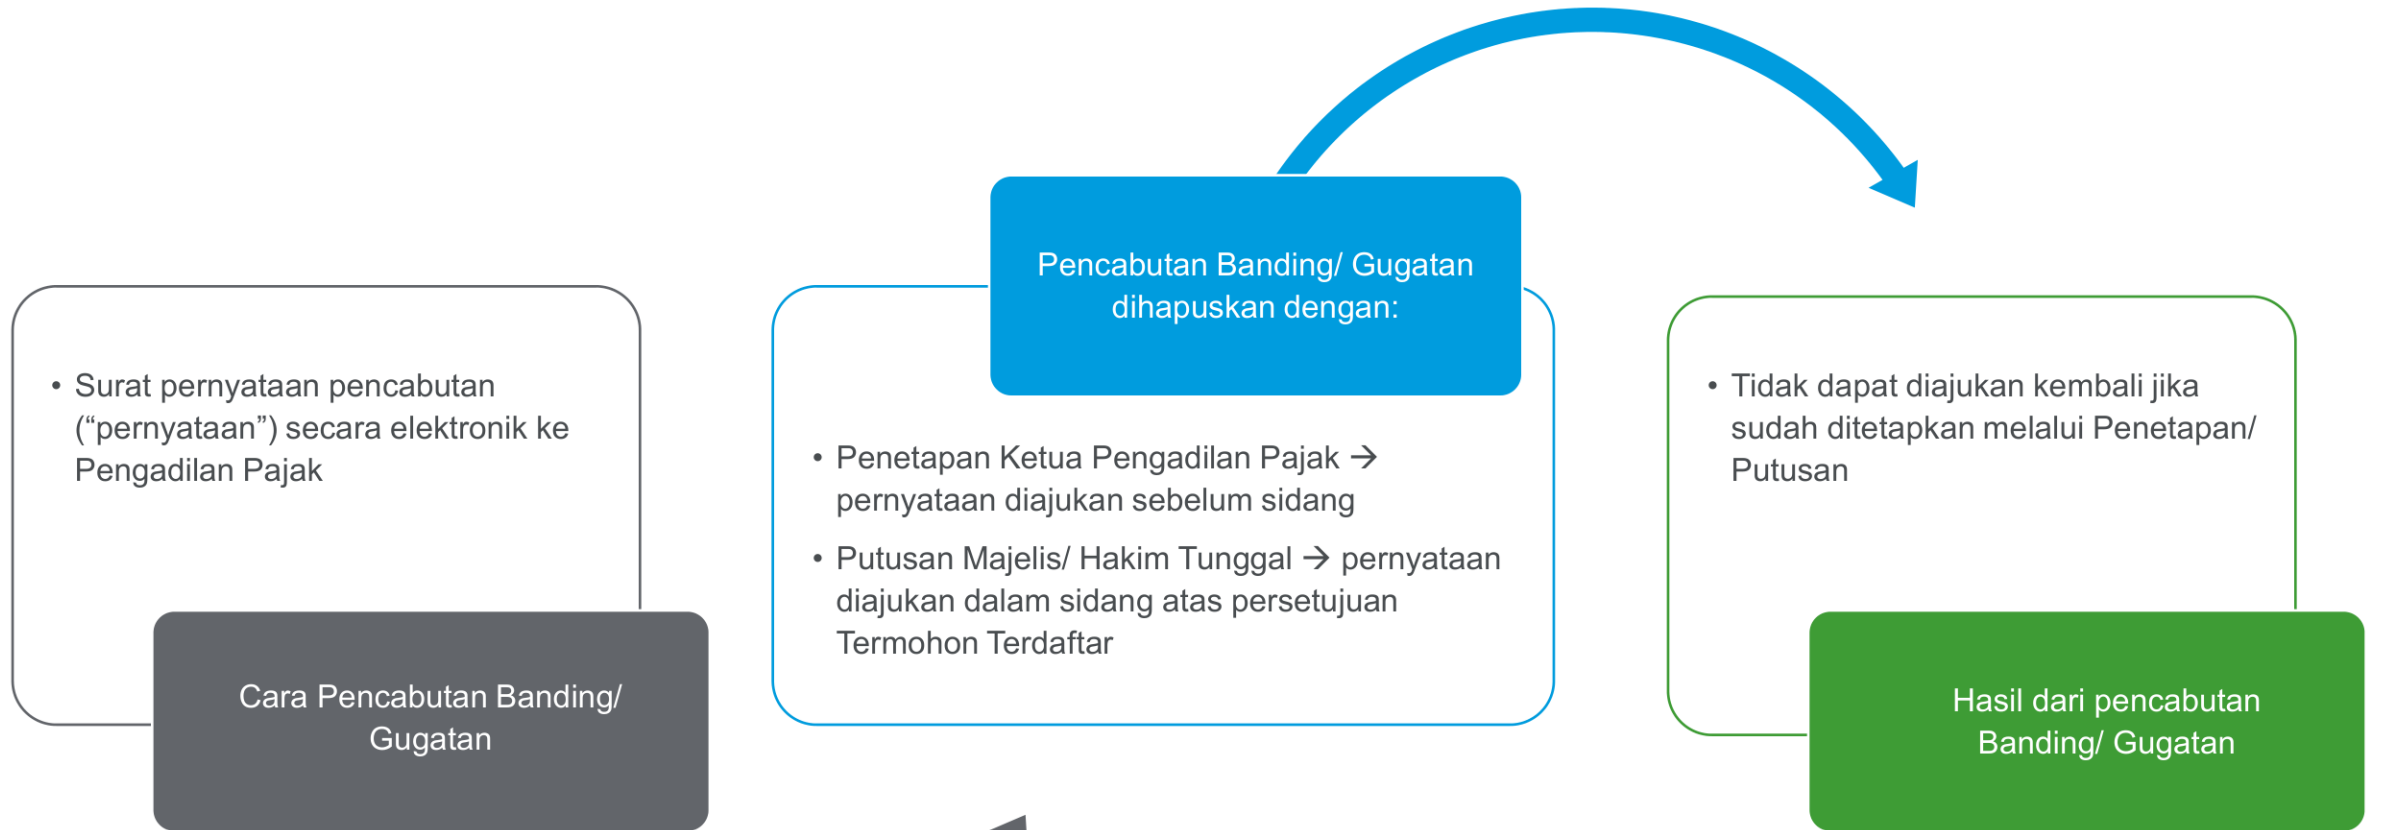 • Surat pernyataan pencabutan
(“pernyataan”) secara elektronik ke
Pengadilan Pajak
Cara Pencabutan Banding/
Gugatan
Pencabutan Banding/ Gugatan
dihapuskan dengan:
• Penetapan Ketua Pengadilan Pajak →
pernyataan diajukan sebelum sidang
• Putusan Majelis/ Hakim Tunggal → pernyataan
diajukan dalam sidang atas persetujuan
Termohon Terdaftar
• Tidak dapat diajukan kembali jika
sudah ditetapkan melalui Penetapan/
Putusan
Hasil dari pencabutan
Banding/ Gugatan